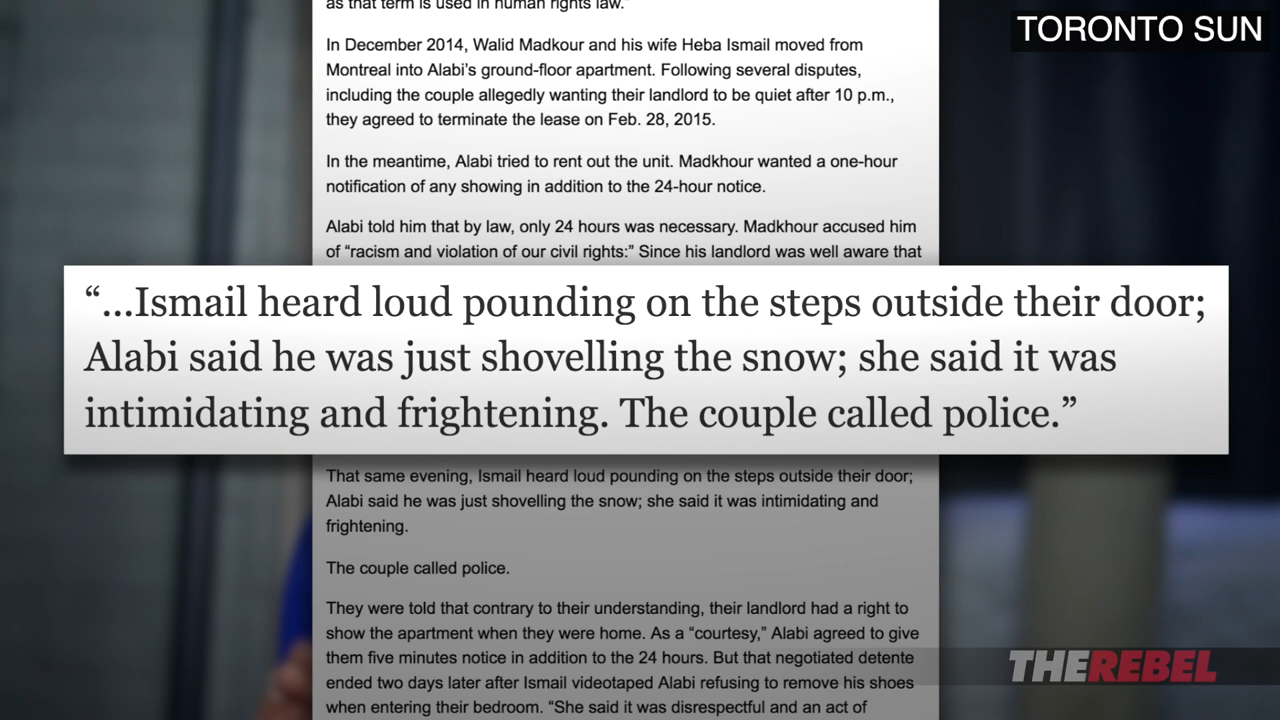 as that term is used in human rights law.”
TORONTO SUN
In December 2014, Walid Madkour and his wife Heba Ismail moved from
Montreal into Alabi’s ground-floor apartment. Following several disputes,
including the couple allegedly wanting their landlord to be quiet after 10 p.m.,
they agreed to terminate the lease on Feb. 28, 2015.
In the meantime, Alabi tried to rent out the unit. Madkhour wanted a one-hour
notification of any showing in addition to the 24-hour notice.
Alabi told him that by law, only 24 hours was necessary. Madkhour accused him
of “racism and violation of our civil rights:” Since his landlord was well aware that
“...Ismail heard loud pounding on the steps outside their door;
Alabi said he was just shovelling the snow; she said it was
intimidating and frightening. The couple called police.”
That same evening, Ismail heard loud pounding on the steps outside their door;
Alabi said he was just shovelling the snow; she said it was intimidating and
frightening.
The couple called police.
They were told that contrary to their understanding, their landlord had a right to
show the apartment when they were home. As a “courtesy,” Alabi agreed to give
them five minutes notice in addition to the 24 hours. But that negotiated detente
ended two days later after Ismail videotaped Alabi refusing to remove his shoes
when entering their bedroom. “She said it was disrespectful and an act of
THEREBEL